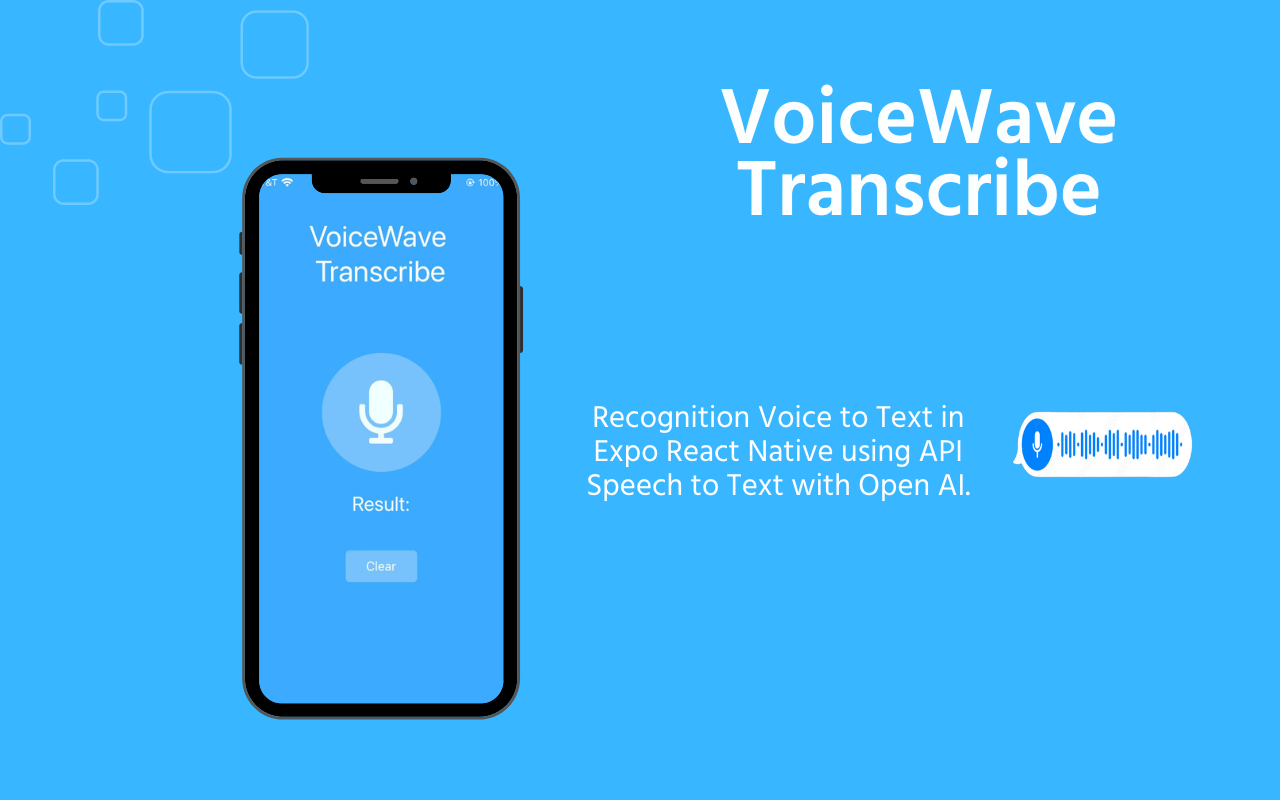 VoiceWave
Transcribe
&T
100%
VoiceWave
Transcribe
Result:
Clear
Recognition Voice to Text in
Expo React Native using API
Speech to Text with Open AI.